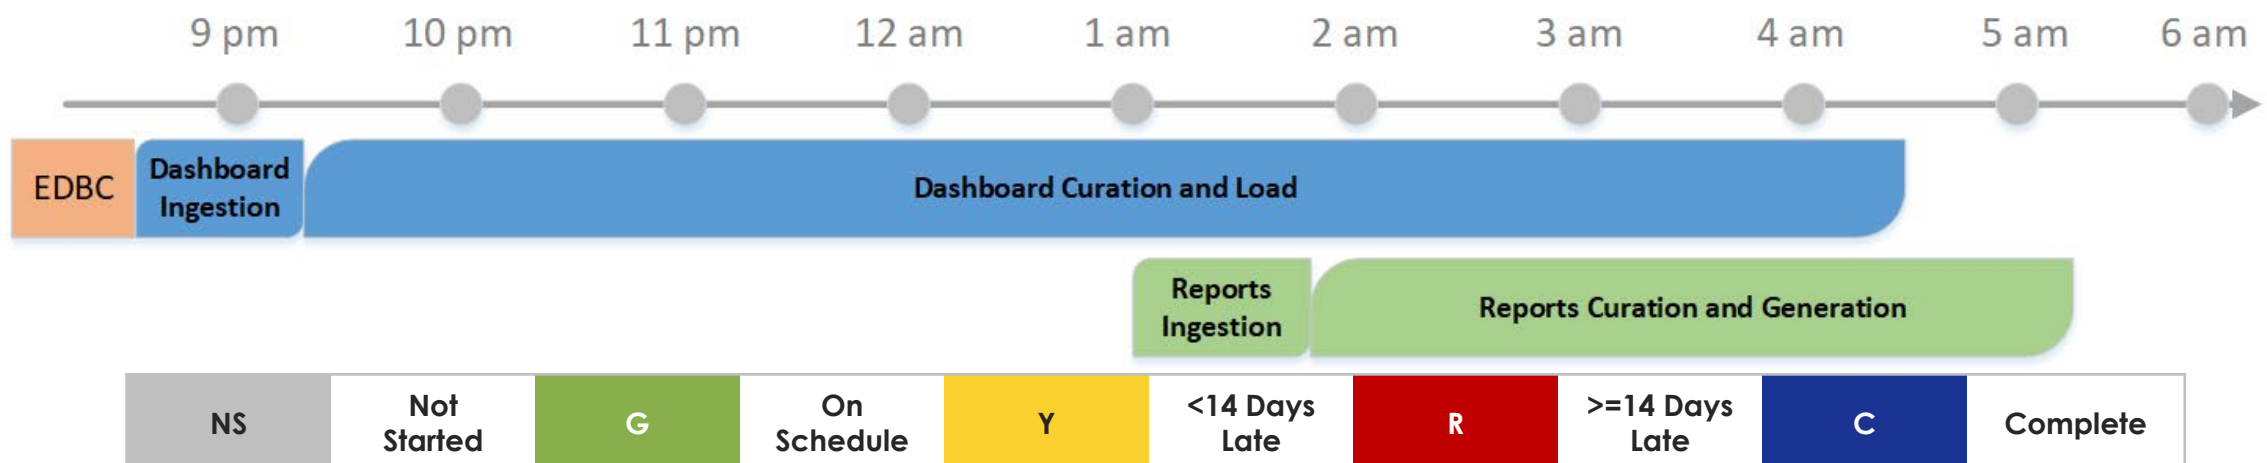 9 pm 10 pm 11 pm 12 am 1 am 2 am 3 am 4 am 5 am 6 am
EDBC
Dashboard
Ingestion
Dashboard Curation and Load
Reports
Ingestion
Reports Curation and Generation
NS
Not
Started
G
On
Schedule
Y
<14 Days
Late
R
>=14 Days
Late
C
Complete